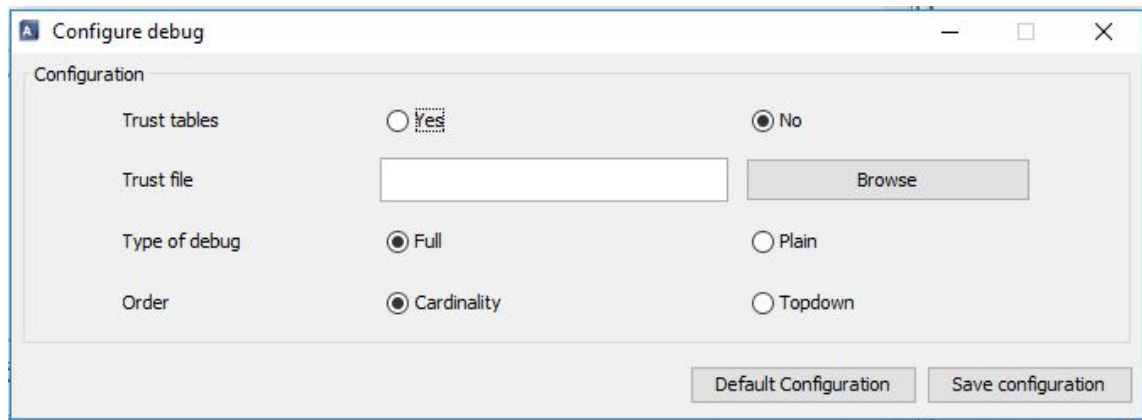 Configure debug
Configuration
Trust tables Yes No
Trust file Browse
Type of debug Full Plain
Order Cardinality Topdown
Default Configuration Save configuration